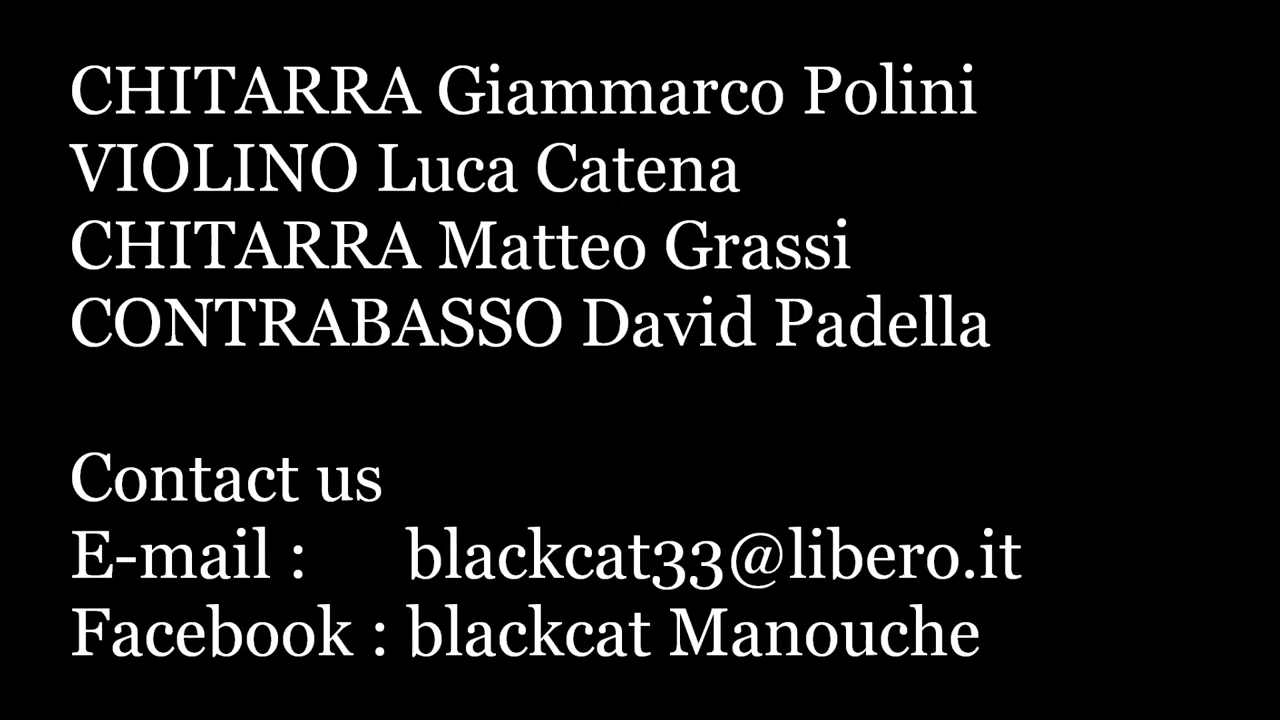 CHITARRA Giammarco Polini
VIOLINO Luca Catena
CHITARRA Matteo Grassi
CONTRABASSO David Padella
Contact us
E-mail : blackcat33@libero.it
Facebook : blackcat Manouche